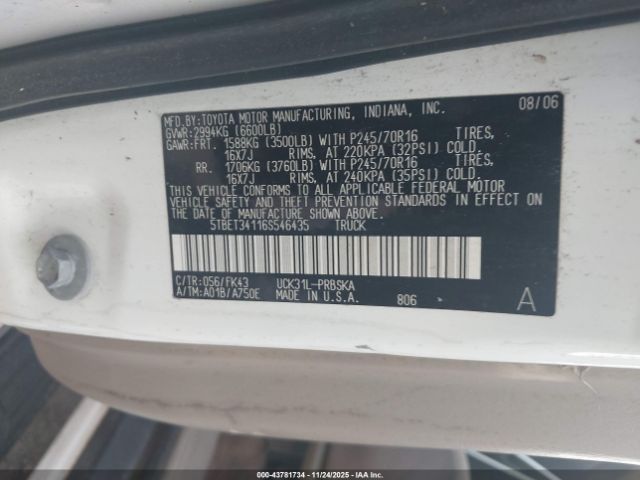 MFD.BY:TOYOTA MOTOR MANUFACTURING, INDIANA, INC. 08/06
GVWR:2994KG (6600LB)
GAWR:FRT. 1588KG (3500LB) WITH P245/70R16 TIRES,
16X7J RIMS, AT 220KPA (32PSI) COLD.
RR. 1706KG (3760LB) WITH P245/70R16 TIRES,
16X7J RIMS, AT 240KPA (35PSI) COLD.
THIS VEHICLE CONFORMS TO ALL APPLICABLE FEDERAL MOTOR
VEHICLE SAFETY AND THEFT PREVENTION STANDARDS IN EFFECT
ON THE DATE OF MANUFACTURE SHOWN ABOVE.
5TBET34116S546435 TRUCK
C/TR:056/FK43 UCK31L-PRBSKA
A/TM:A01B/A750E MADE IN U.S.A. 806 A
000-43781734 - 11/24/2025 - IAA Inc.